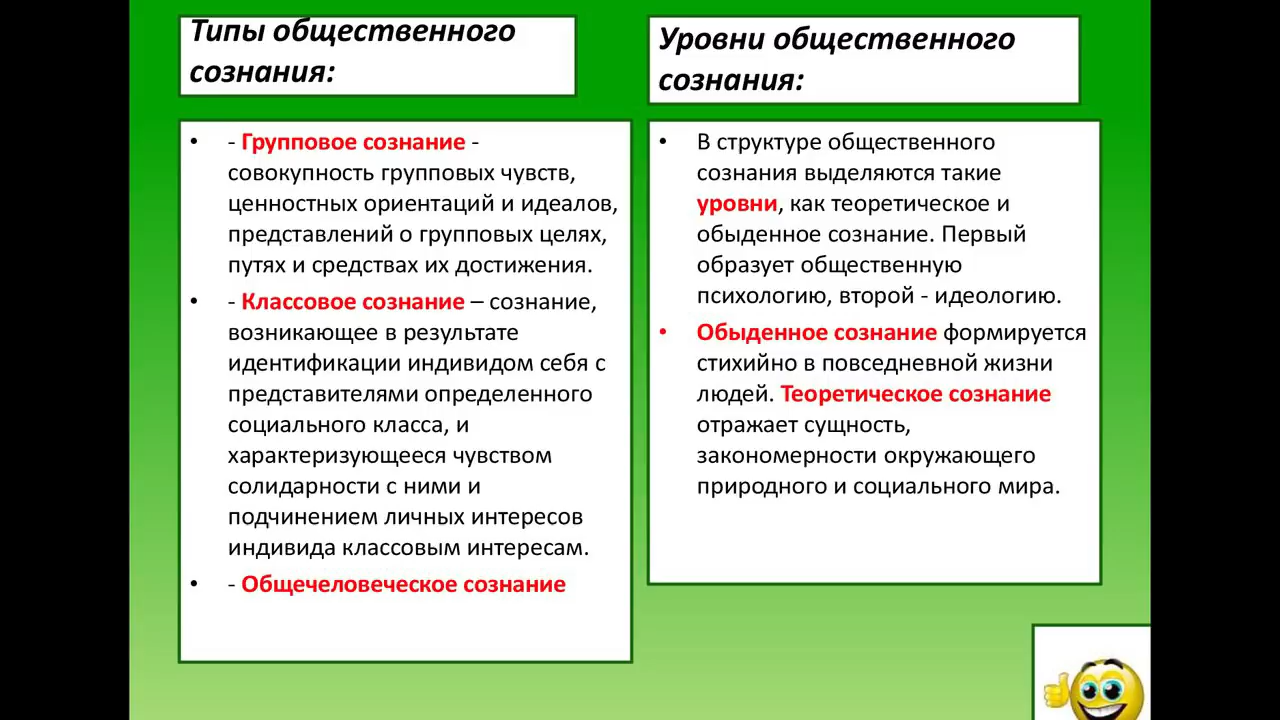 Типы общественного
сознания:
• - Групповое сознание -
совокупность групповых чувств,
ценностных ориентаций и идеалов,
представлений о групповых целях,
путях и средствах их достижения.
• - Классовое сознание – сознание,
возникающее в результате
идентификации индивидом себя с
представителями определенного
социального класса, и
характеризующееся чувством
солидарности с ними и
подчинением личных интересов
индивида классовым интересам.
• - Общечеловеческое сознание
Уровни общественного
сознания:
• В структуре общественного
сознания выделяются такие
уровни, как теоретическое и
обыденное сознание. Первый
образует общественную
психологию, второй - идеологию.
• Обыденное сознание формируется
стихийно в повседневной жизни
людей. Теоретическое сознание
отражает сущность,
закономерности окружающего
природного и социального мира.